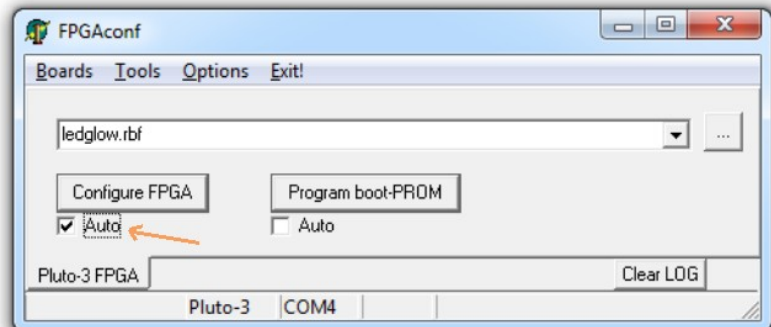 FPGAconf
Boards Tools Options Exit!
ledglow.rbf ...
Configure FPGA Program boot-PROM
Auto Auto
Pluto-3 FPGA Clear LOG
Pluto-3 COM4